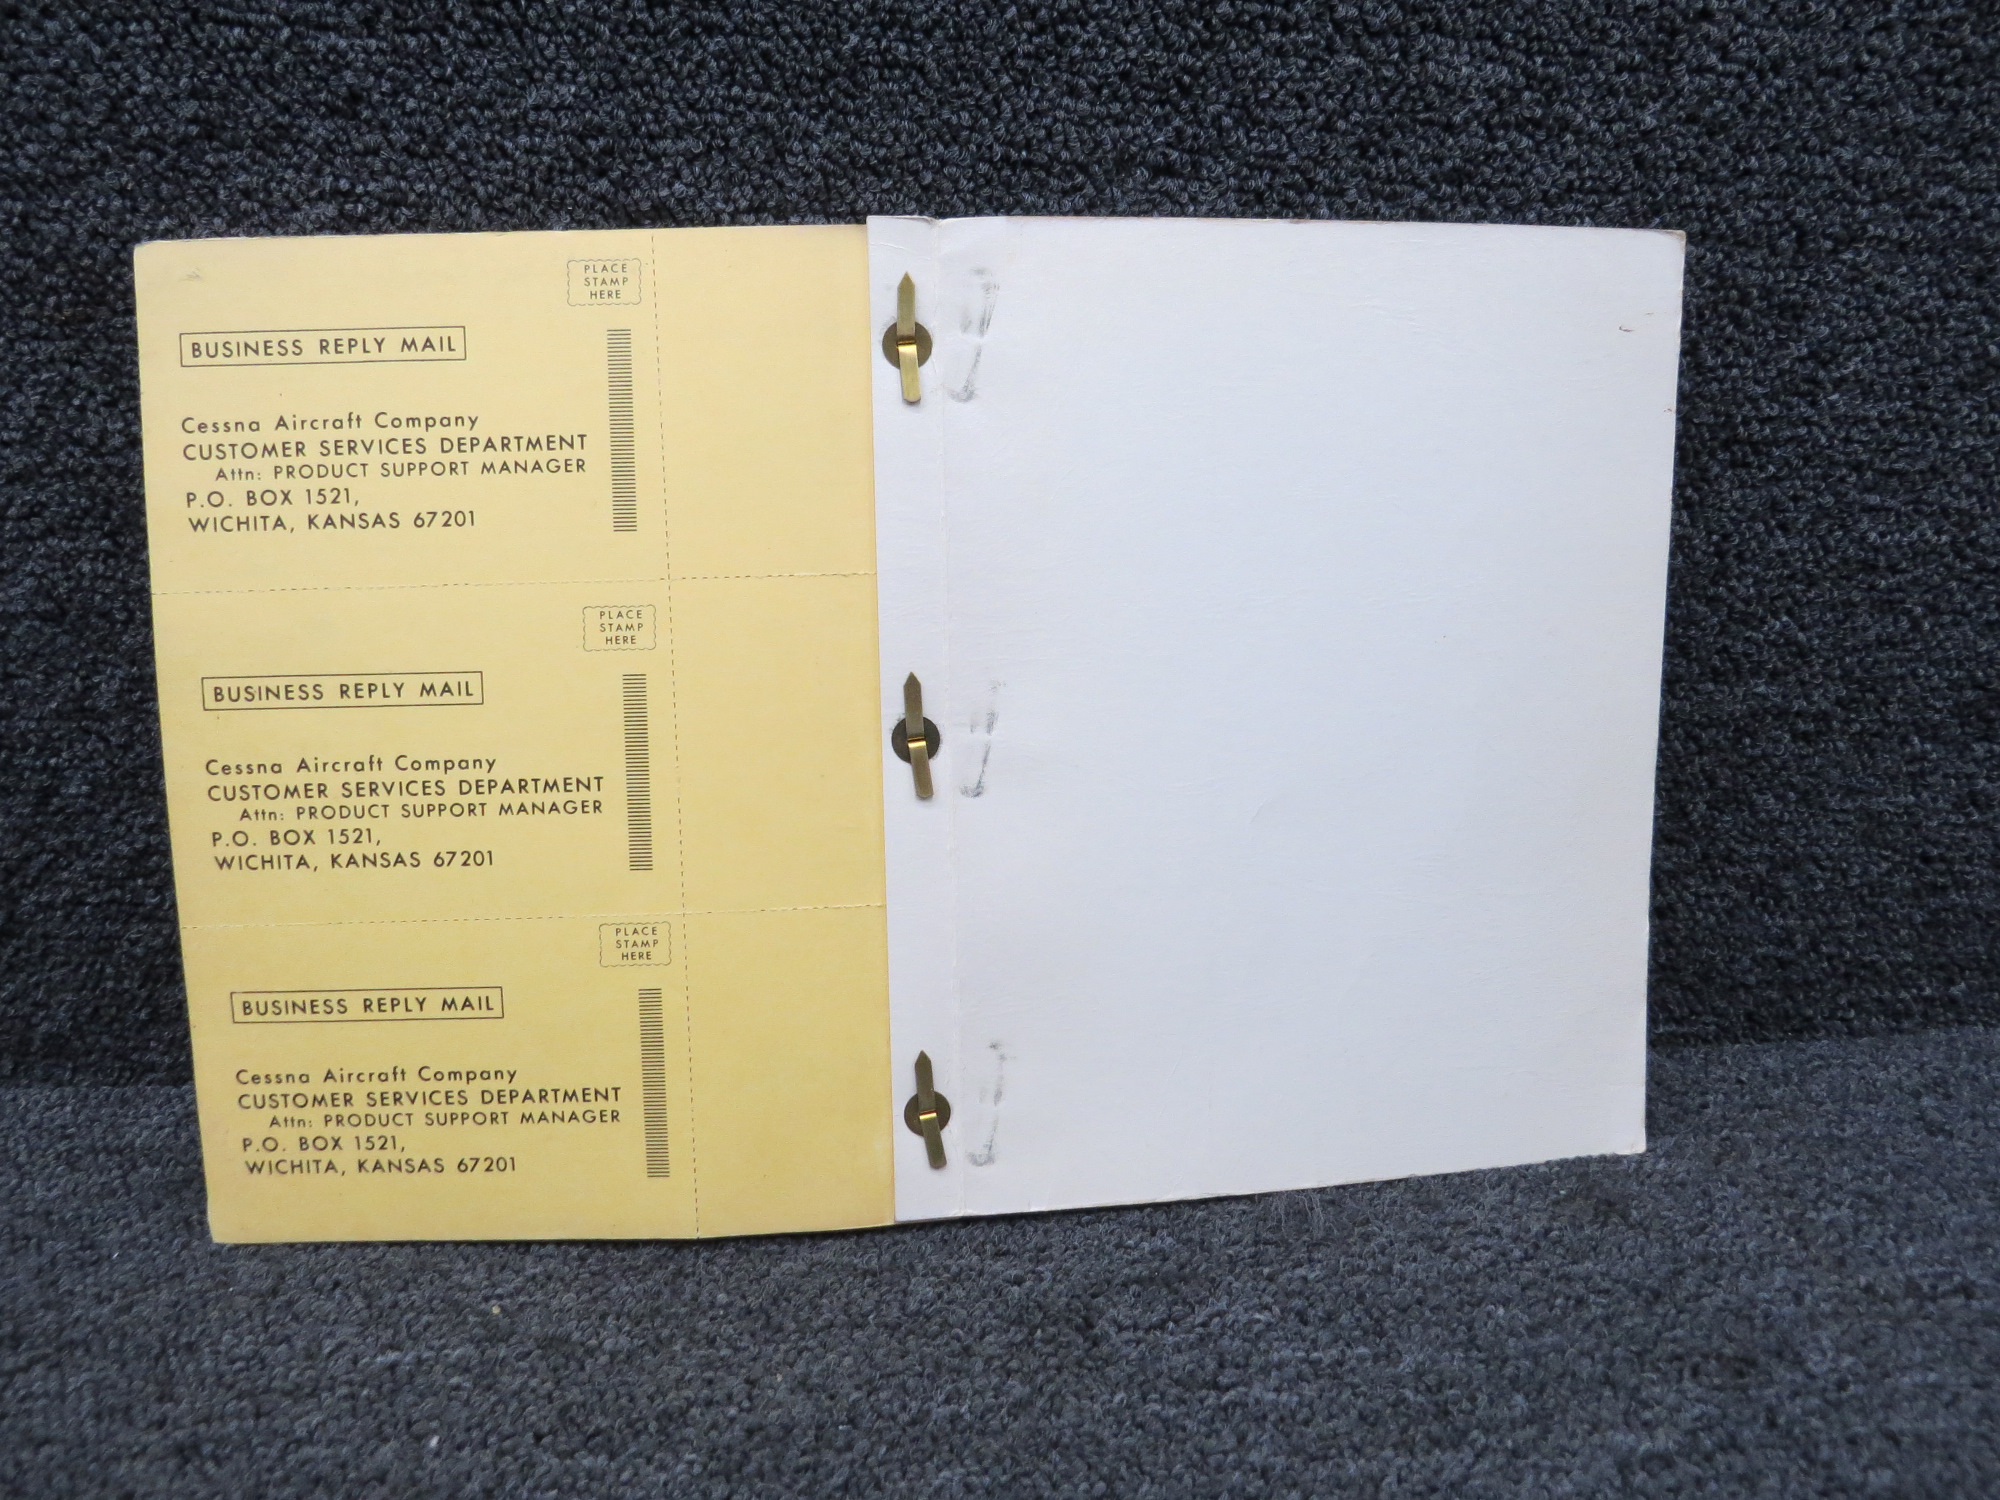 PLACE
STAMP
HERE
BUSINESS REPLY MAIL
Cessna Aircraft Company
CUSTOMER SERVICES DEPARTMENT
Attn: PRODUCT SUPPORT MANAGER
P.O. BOX 1521,
WICHITA, KANSAS 67201
PLACE
STAMP
HERE
BUSINESS REPLY MAIL
Cessna Aircraft Company
CUSTOMER SERVICES DEPARTMENT
Attn: PRODUCT SUPPORT MANAGER
P.O. BOX 1521,
WICHITA, KANSAS 67201
PLACE
STAMP
HERE
BUSINESS REPLY MAIL
Cessna Aircraft Company
CUSTOMER SERVICES DEPARTMENT
Attn: PRODUCT SUPPORT MANAGER
P.O. BOX 1521,
WICHITA, KANSAS 67201